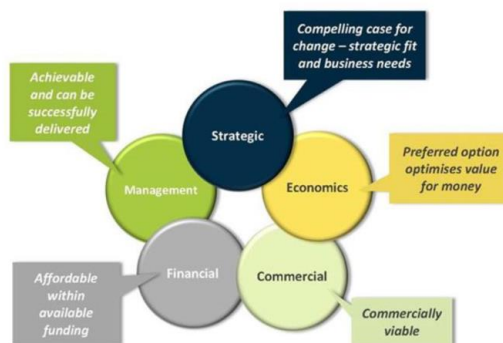 Compelling case for
change – strategic fit
and business needs
Achievable
and can be
successfully
delivered
Strategic
Preferred option
optimises value
for money
Management
Economics
Financial
Commercial
Affordable
within
available
funding
Commercially
viable